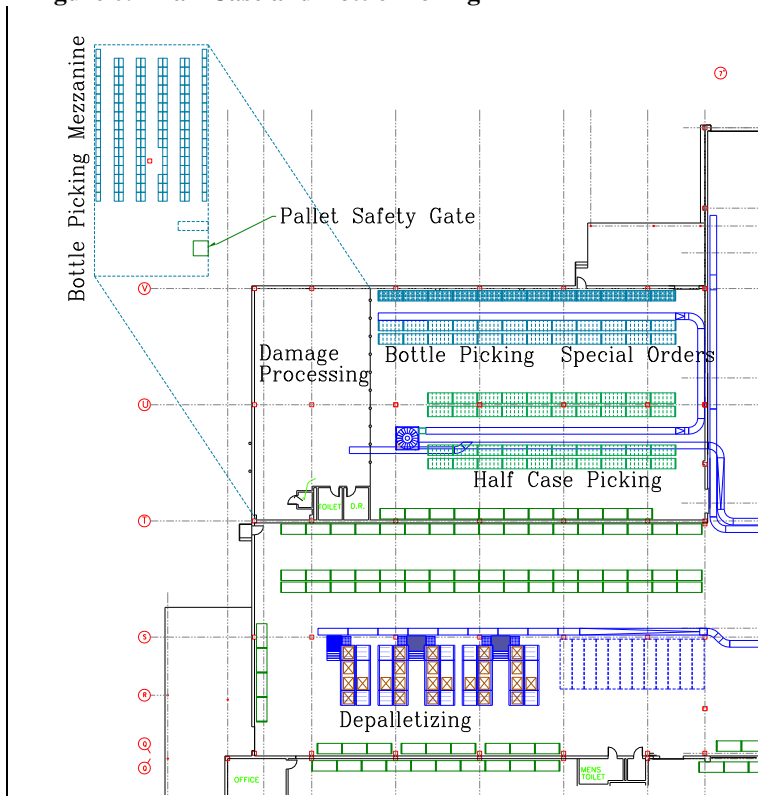 7'
Bottle Picking Mezzanine
Pallet Safety Gate
V
Damage
Processing
Bottle Picking
Special Orders
U
Half Case Picking
TOILET
D.R.
T
S
R
Depalletizing
Q
Q'
OFFICE
MENS
TOILET